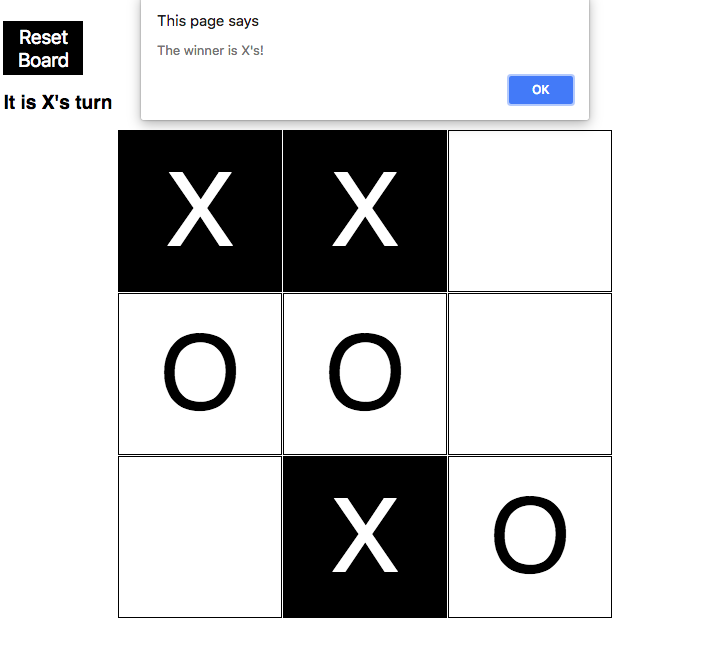 This page says
The winner is X's!
OK
Reset
Board
It is X's turn
X X
O O
X O